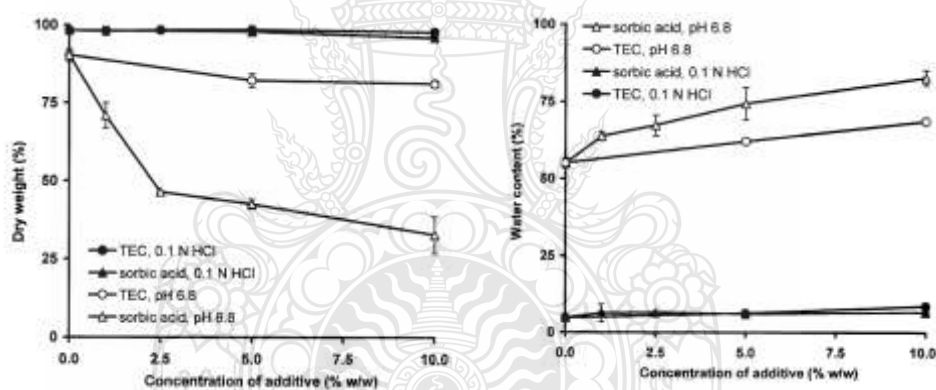 100
75
50
25
0
Dry weight (%)
TEC, 0.1 N HCl
sorbic acid, 0.1 N HCl
TEC, pH 6.8
sorbic acid, pH 6.8
0.0 2.5 5.0 7.5 10.0
Concentration of additive (% w/w)
100
75
50
25
0
Water content (%)
sorbic acid, pH 6.8
TEC, pH 6.8
sorbic acid, 0.1 N HCl
TEC, 0.1 N HCl
0.0 2.5 5.0 7.5 10.0
Concentration of additive (% w/w)